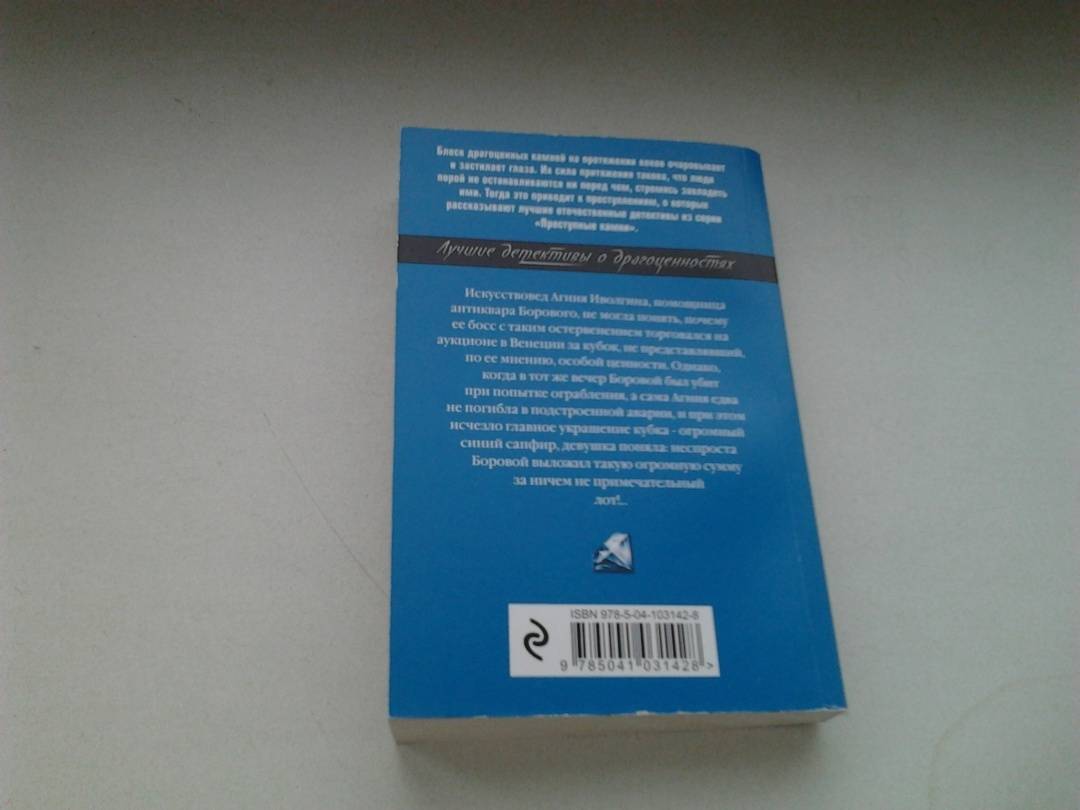 Блеск драгоценных камней на протяжении веков очаровывает
и застилает глаза. Их сила притяжения такова, что люди
порой не останавливаются ни перед чем, стремясь завладеть
ими. Тогда это приводит к преступлениям, о которых
рассказывают лучшие отечественные детективы из серии
«Преступные камни».
Лучшие детективы о драгоценностях
Искусствовед Агния Иволгина, помощница
антиквара Борового, не могла понять, почему
ее босс с таким остервенением торговался на
аукционе в Венеции за кубок, не представлявший,
по ее мнению, особой ценности. Однако,
когда в тот же вечер Боровой был убит
при попытке ограбления, а сама Агния едва
не погибла в подстроенной аварии, и при этом
исчезло главное украшение кубка - огромный
синий сапфир, девушка поняла: неспроста
Боровой выложил такую огромную сумму
за ничем не примечательный
лот!..
ISBN 978-5-04-103142-8
9 785041 031428 >